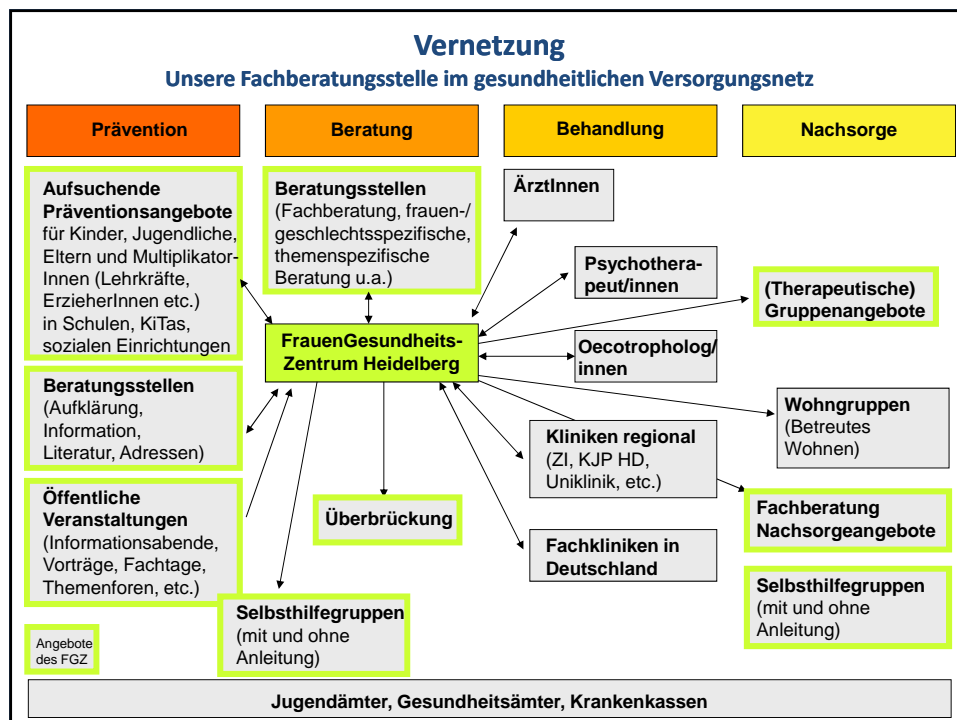 Vernetzung
Unsere Fachberatungsstelle im gesundheitlichen Versorgungsnetz
Prävention
Beratung
Behandlung
Nachsorge
Aufsuchende
Präventionsangebote
für Kinder, Jugendliche,
Eltern und Multiplikator-
Innen (Lehrkräfte,
ErzieherInnen etc.)
in Schulen, KiTas,
sozialen Einrichtungen
Beratungsstellen
(Fachberatung, frauen-/
geschlechtsspezifische,
themenspezifische
Beratung u.a.)
ÄrztInnen
Psychothera-
peut/innen
(Therapeutische)
Gruppenangebote
FrauenGesundheits-
Zentrum Heidelberg
Oecotropholog/
innen
Beratungsstellen
(Aufklärung,
Information,
Literatur, Adressen)
Wohngruppen
(Betreutes
Wohnen)
Kliniken regional
(ZI, KJP HD,
Uniklinik, etc.)
Öffentliche
Veranstaltungen
(Informationsabende,
Vorträge, Fachtage,
Themenforen, etc.)
Überbrückung
Fachberatung
Nachsorgeangebote
Fachkliniken in
Deutschland
Selbsthilfegruppen
(mit und ohne
Anleitung)
Selbsthilfegruppen
(mit und ohne
Anleitung)
Angebote
des FGZ
Jugendämter, Gesundheitsämter, Krankenkassen